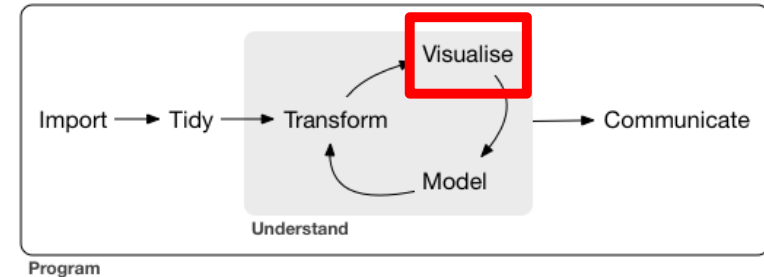 Visualise
Import Tidy Transform Communicate
Model
Understand
Program